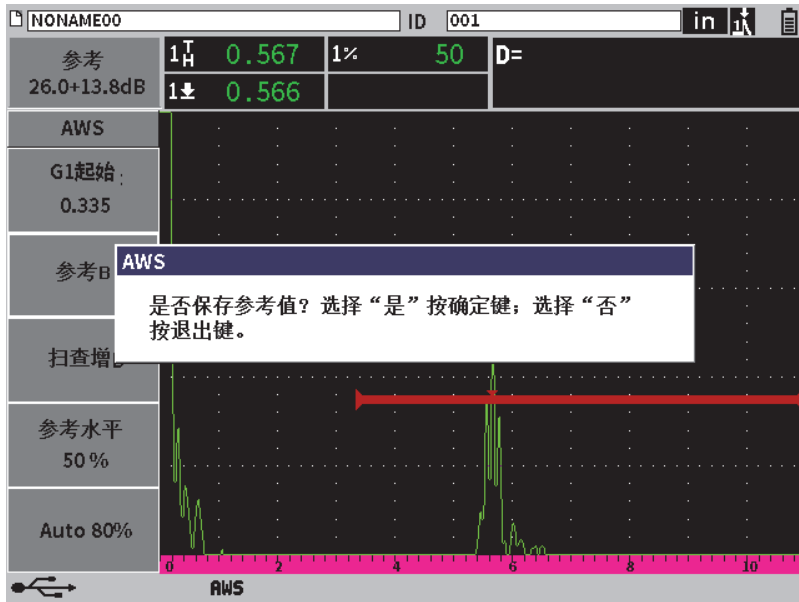 NONAME00 ID 001 in
参考
26.0+13.8dB
1 T H 0.567 1% 50 D=
1 0.566
AWS
G1起始
0.335
参考B
AWS
是否保存参考值? 选择“是”按确定键; 选择“否”
按退出键。
扫查增
参考水平
50%
Auto 80%
0 2 4 6 8 10
AWS